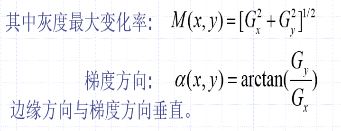 其中灰度最大变化率: M(x,y)=[G_x^2+G_y^2]^{1/2}
梯度方向: α(x,y)=arctan(G_y/G_x)
边缘方向与梯度方向垂直。